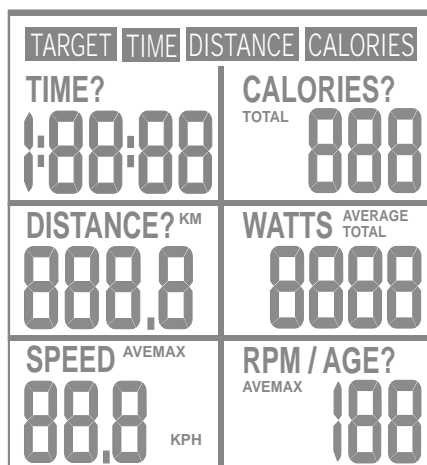 TARGET TIME DISTANCE CALORIES
TIME?
1:88:88
CALORIES?
TOTAL
888
DISTANCE? KM
888.8
WATTS AVERAGE
TOTAL
8888
SPEED AVEMAX
88.8
KPH
RPM / AGE?
AVEMAX
188